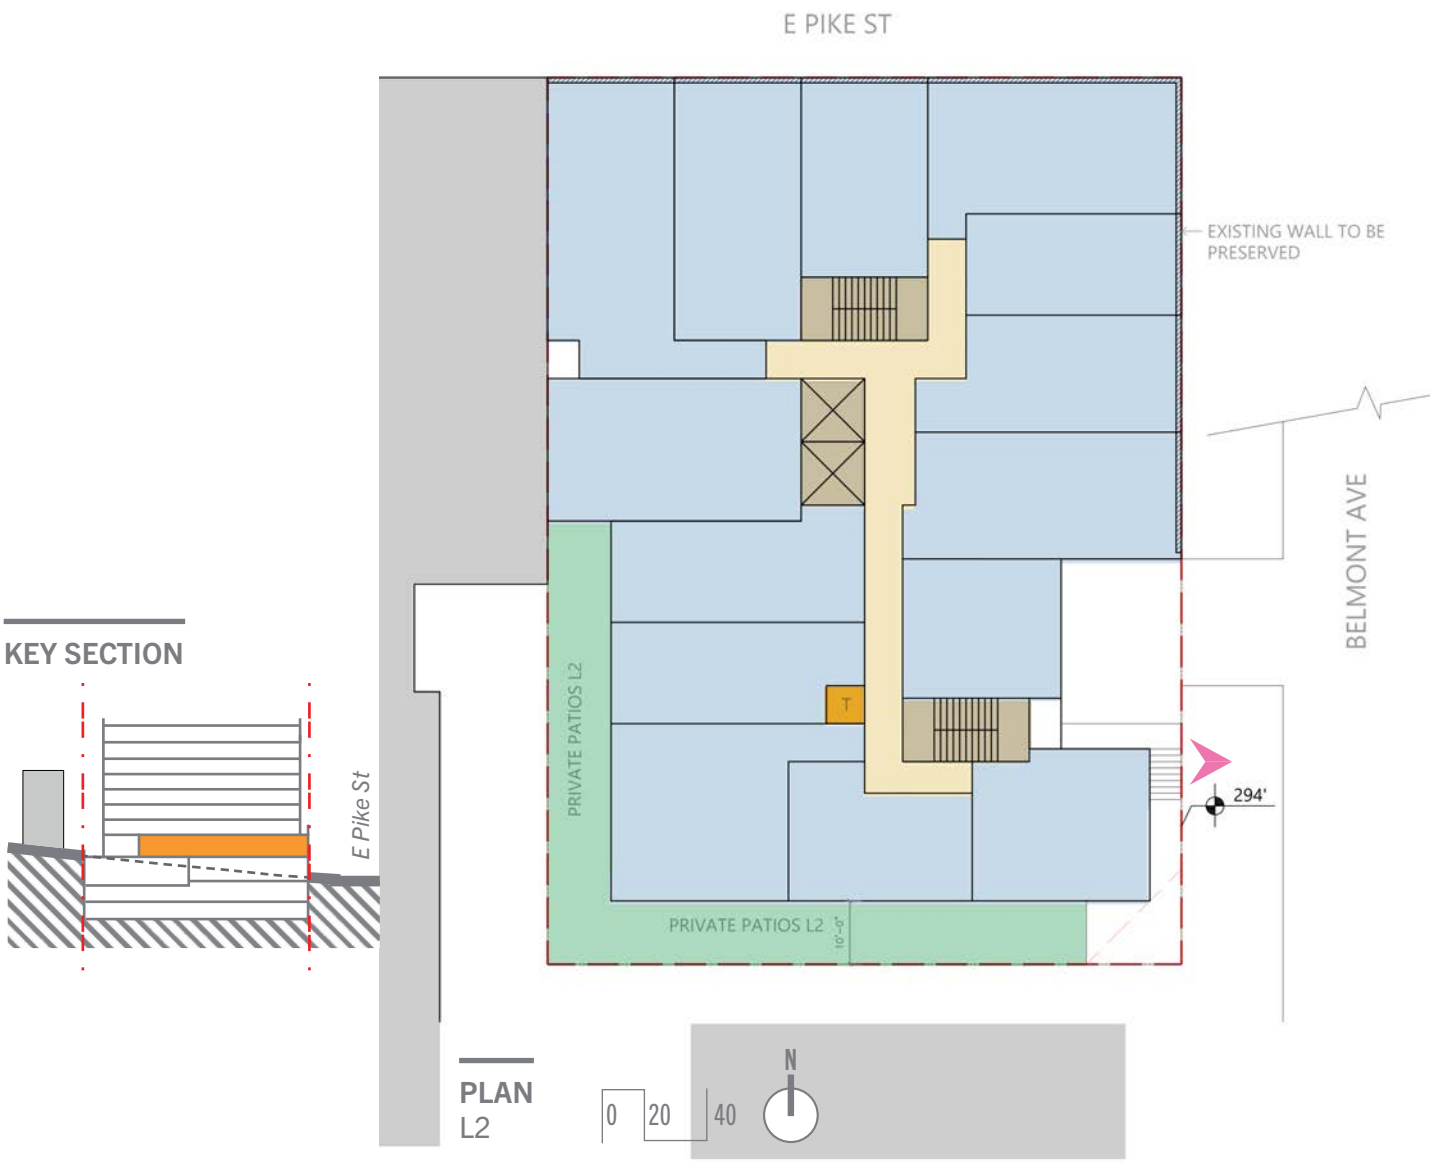 E PIKE ST
EXISTING WALL TO BE
PRESERVED
BELMONT AVE
KEY SECTION
E Pike St
PRIVATE PATIOS L2
T
294'
PRIVATE PATIOS L2
10'-0"
PLAN
L2
0 20 40
N